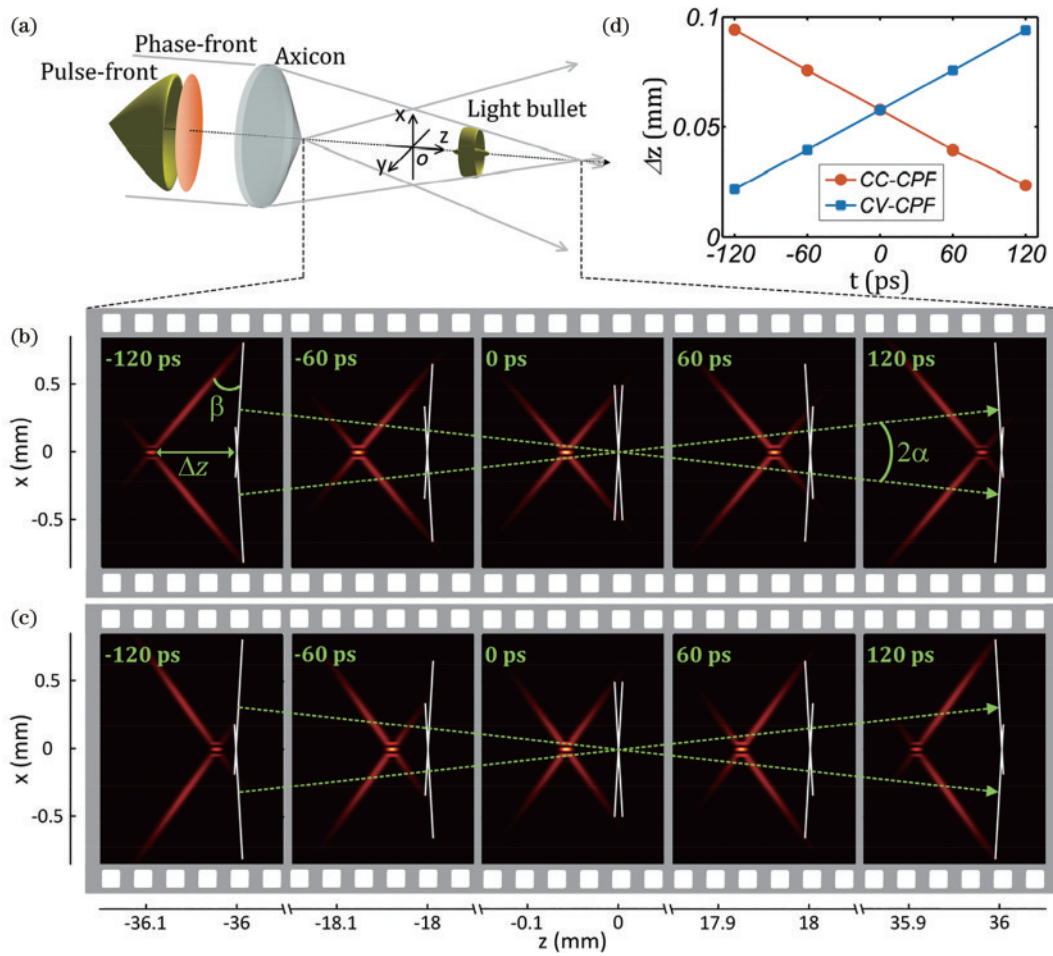 (a)
Phase-front
Axicon
Pulse-front
Light bullet
x
z
y
o
(d)
0.1
0.05
0
Δz (mm)
CC-CPF
CV-CPF
-120 -60 0 60 120
t (ps)
(b)
-120 ps -60 ps 0 ps 60 ps 120 ps
0.5
0
-0.5
x (mm)
β
Δz
2α
(c)
-120 ps -60 ps 0 ps 60 ps 120 ps
0.5
0
-0.5
x (mm)
-36.1 -36 -18.1 -18 -0.1 0 17.9 18 35.9 36
z (mm)